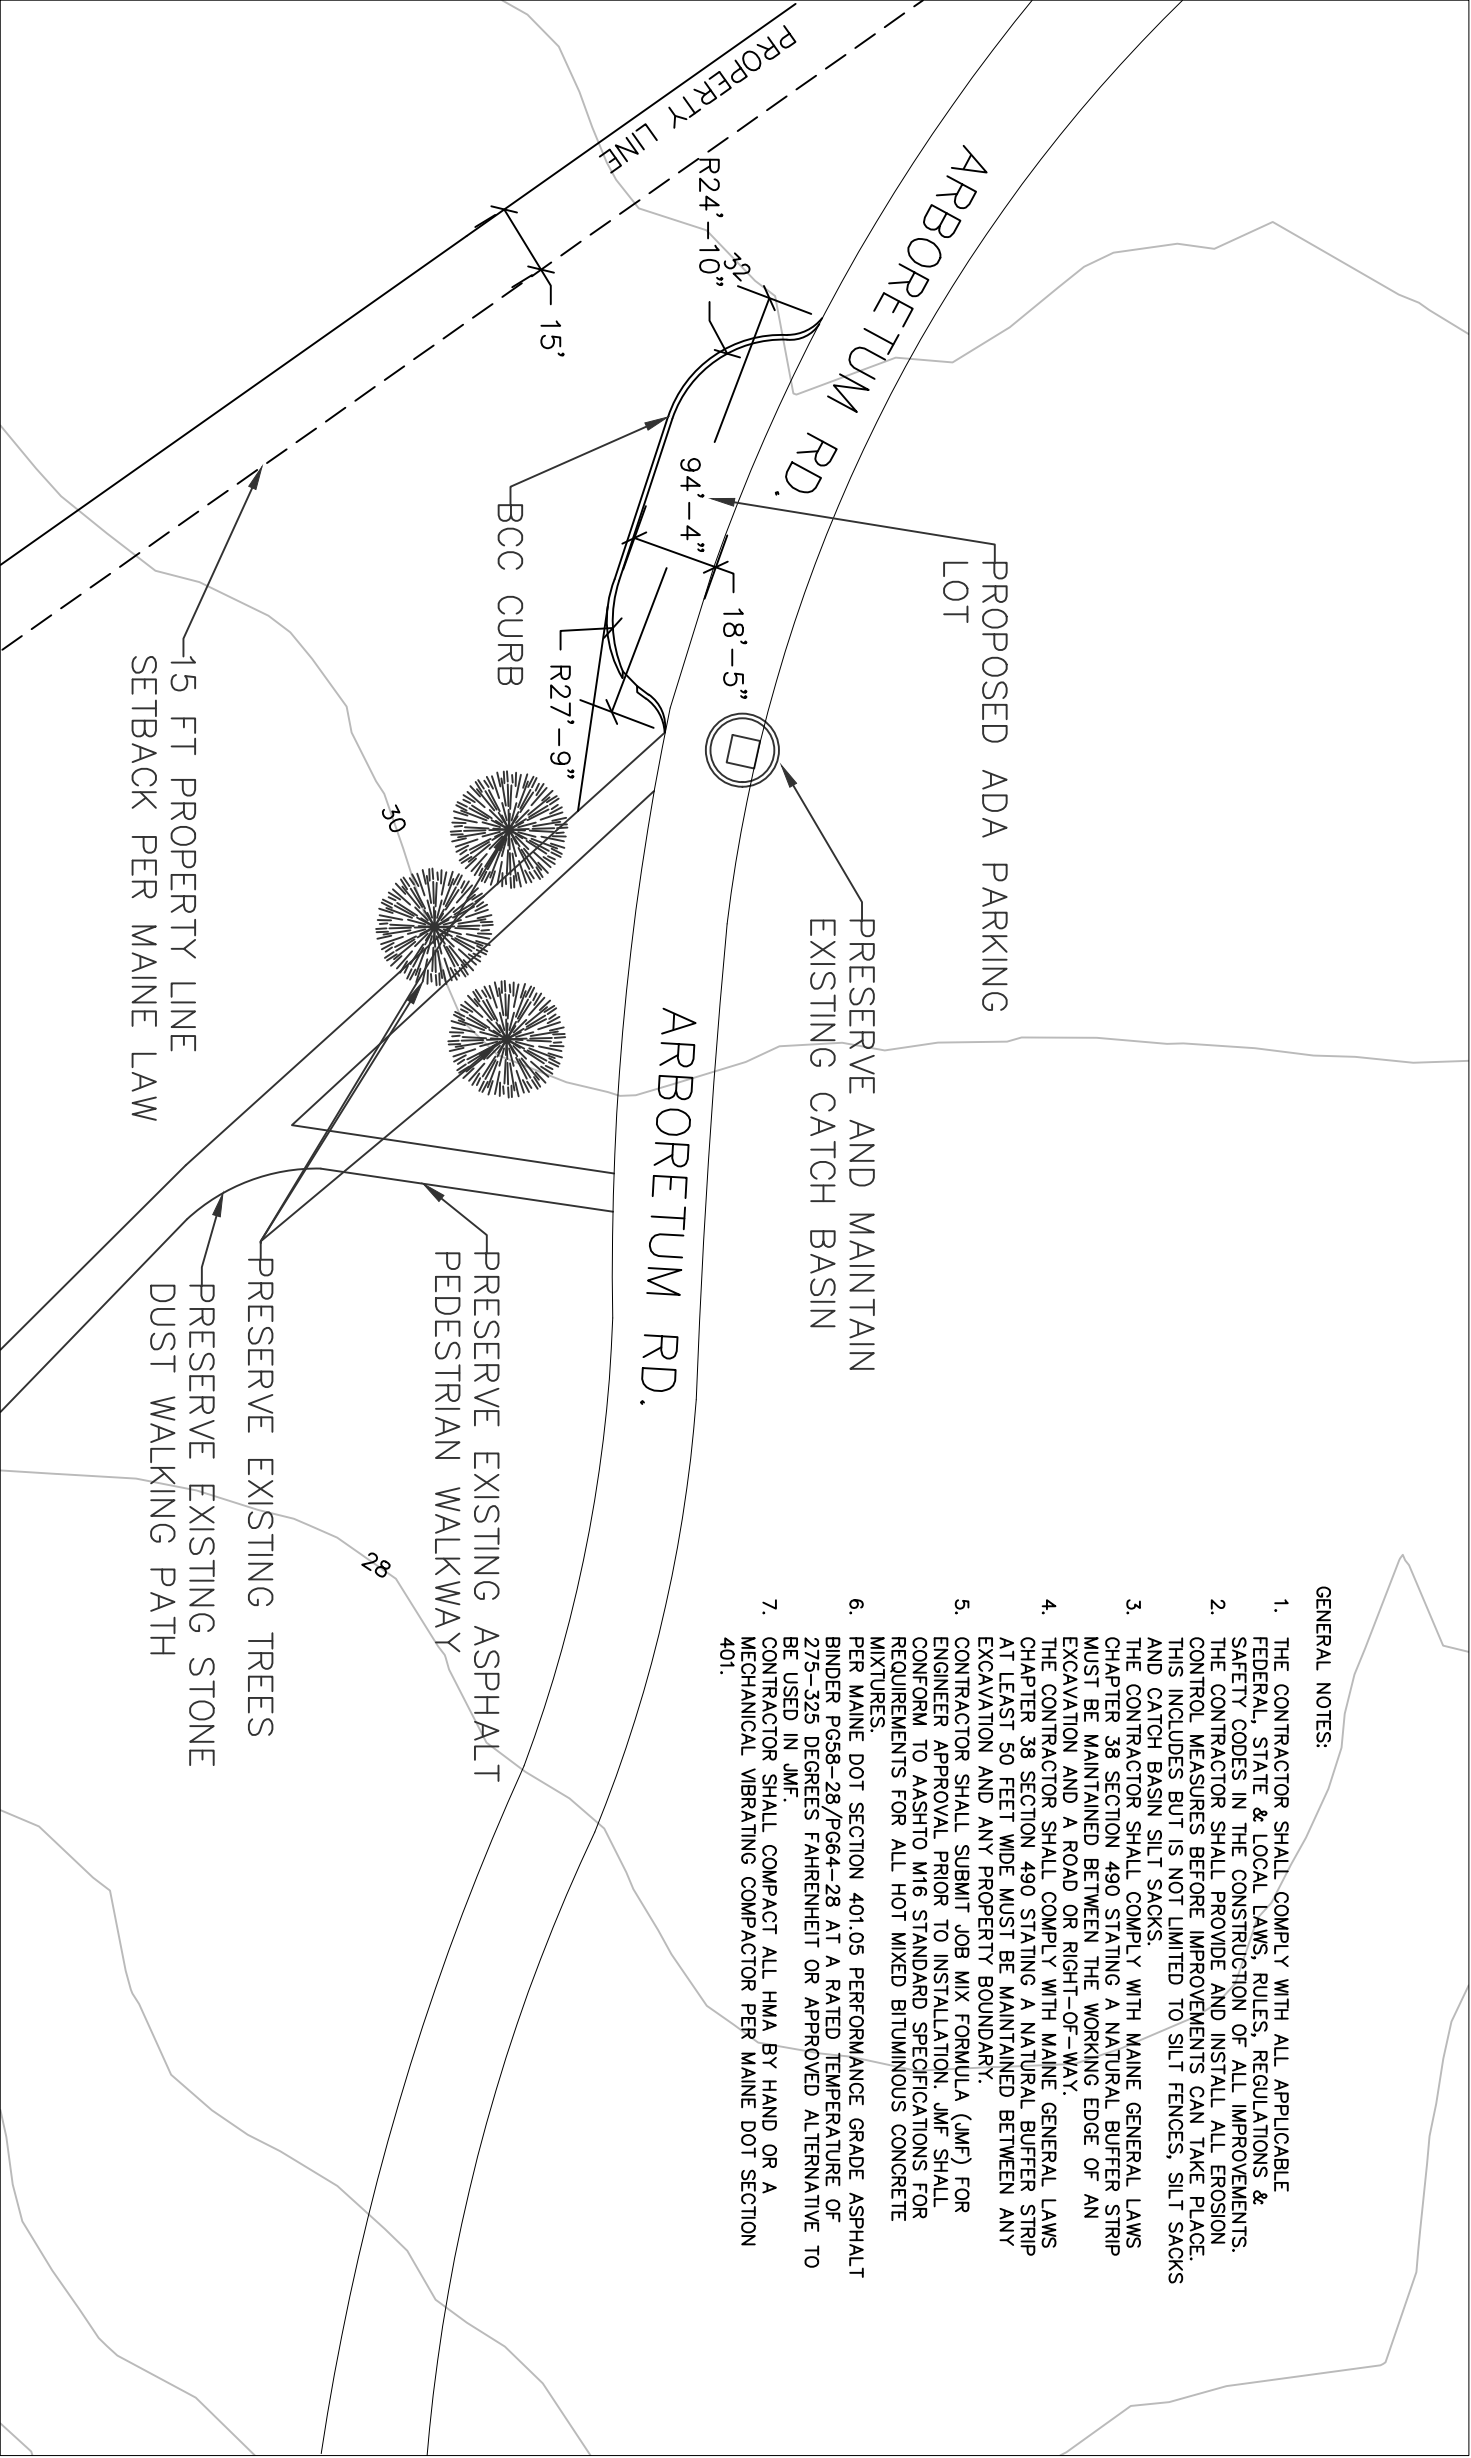 GENERAL NOTES:
1. THE CONTRACTOR SHALL COMPLY WITH ALL APPLICABLE
FEDERAL, STATE & LOCAL LAWS, RULES, REGULATIONS &
SAFETY CODES IN THE CONSTRUCTION OF ALL IMPROVEMENTS.
2. THE CONTRACTOR SHALL PROVIDE AND INSTALL ALL EROSION
CONTROL MEASURES BEFORE IMPROVEMENTS CAN TAKE PLACE.
THIS INCLUDES BUT IS NOT LIMITED TO SILT FENCES, SILT SACKS
AND CATCH BASIN SILT SACKS.
3. THE CONTRACTOR SHALL COMPLY WITH MAINE GENERAL LAWS
CHAPTER 38 SECTION 490 STATING A NATURAL BUFFER STRIP
MUST BE MAINTAINED BETWEEN THE WORKING EDGE OF AN
EXCAVATION AND A ROAD OR RIGHT-OF-WAY.
4. THE CONTRACTOR SHALL COMPLY WITH MAINE GENERAL LAWS
CHAPTER 38 SECTION 490 STATING A NATURAL BUFFER STRIP
AT LEAST 50 FEET WIDE MUST BE MAINTAINED BETWEEN ANY
EXCAVATION AND ANY PROPERTY BOUNDARY.
5. CONTRACTOR SHALL SUBMIT JOB MIX FORMULA (JMF) FOR
ENGINEER APPROVAL PRIOR TO INSTALLATION. JMF SHALL
CONFORM TO AASHTO M16 STANDARD SPECIFICATIONS FOR
REQUIREMENTS FOR ALL HOT MIXED BITUMINOUS CONCRETE
MIXTURES.
6. PER MAINE DOT SECTION 401.05 PERFORMANCE GRADE ASPHALT
BINDER PG58-28/PG64-28 AT A RATED TEMPERATURE OF
275-325 DEGREES FAHRENHEIT OR APPROVED ALTERNATIVE TO
BE USED IN JMF.
7. CONTRACTOR SHALL COMPACT ALL HMA BY HAND OR A
MECHANICAL VIBRATING COMPACTOR PER MAINE DOT SECTION
401.
ARBORETUM RD.
PROPOSED ADA PARKING
LOT
PRESERVE AND MAINTAIN
EXISTING CATCH BASIN
ARBORETUM RD.
PROPERTY LINE
R24'-10"
32
94'-4"
18'-5"
15'
R27'-9"
BCC CURB
30
28
PRESERVE EXISTING ASPHALT
PEDESTRIAN WALKWAY
PRESERVE EXISTING TREES
PRESERVE EXISTING STONE
DUST WALKING PATH
15 FT PROPERTY LINE
SETBACK PER MAINE LAW